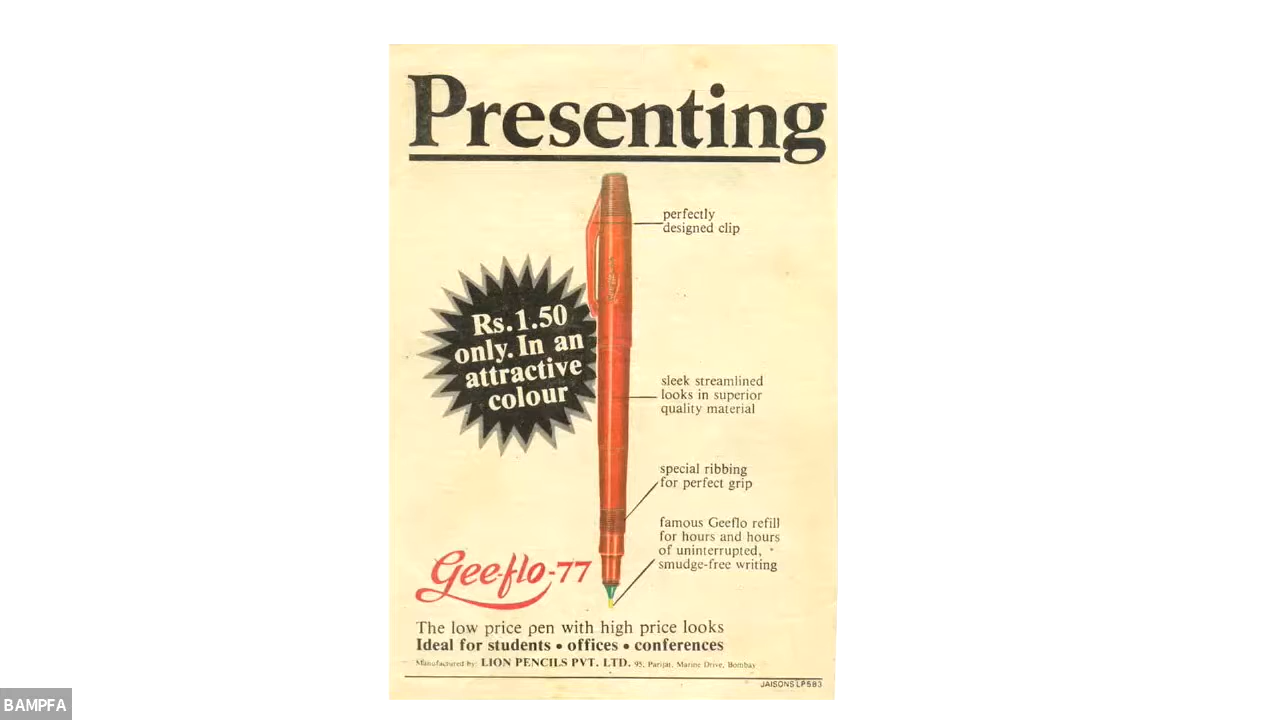 Presenting
perfectly
designed clip
Rs.1.50
only. In an
attractive
colour
sleek streamlined
looks in superior
quality material
special ribbing
for perfect grip
famous Geeflo refill
for hours and hours
of uninterrupted,
smudge-free writing
Gee-flo-77
The low price pen with high price looks
Ideal for students • offices • conferences
Manufactured by: LION PENCILS PVT. LTD. 95, Parijat, Marine Drive, Bombay
JAISONS LP 583
BAMPFA